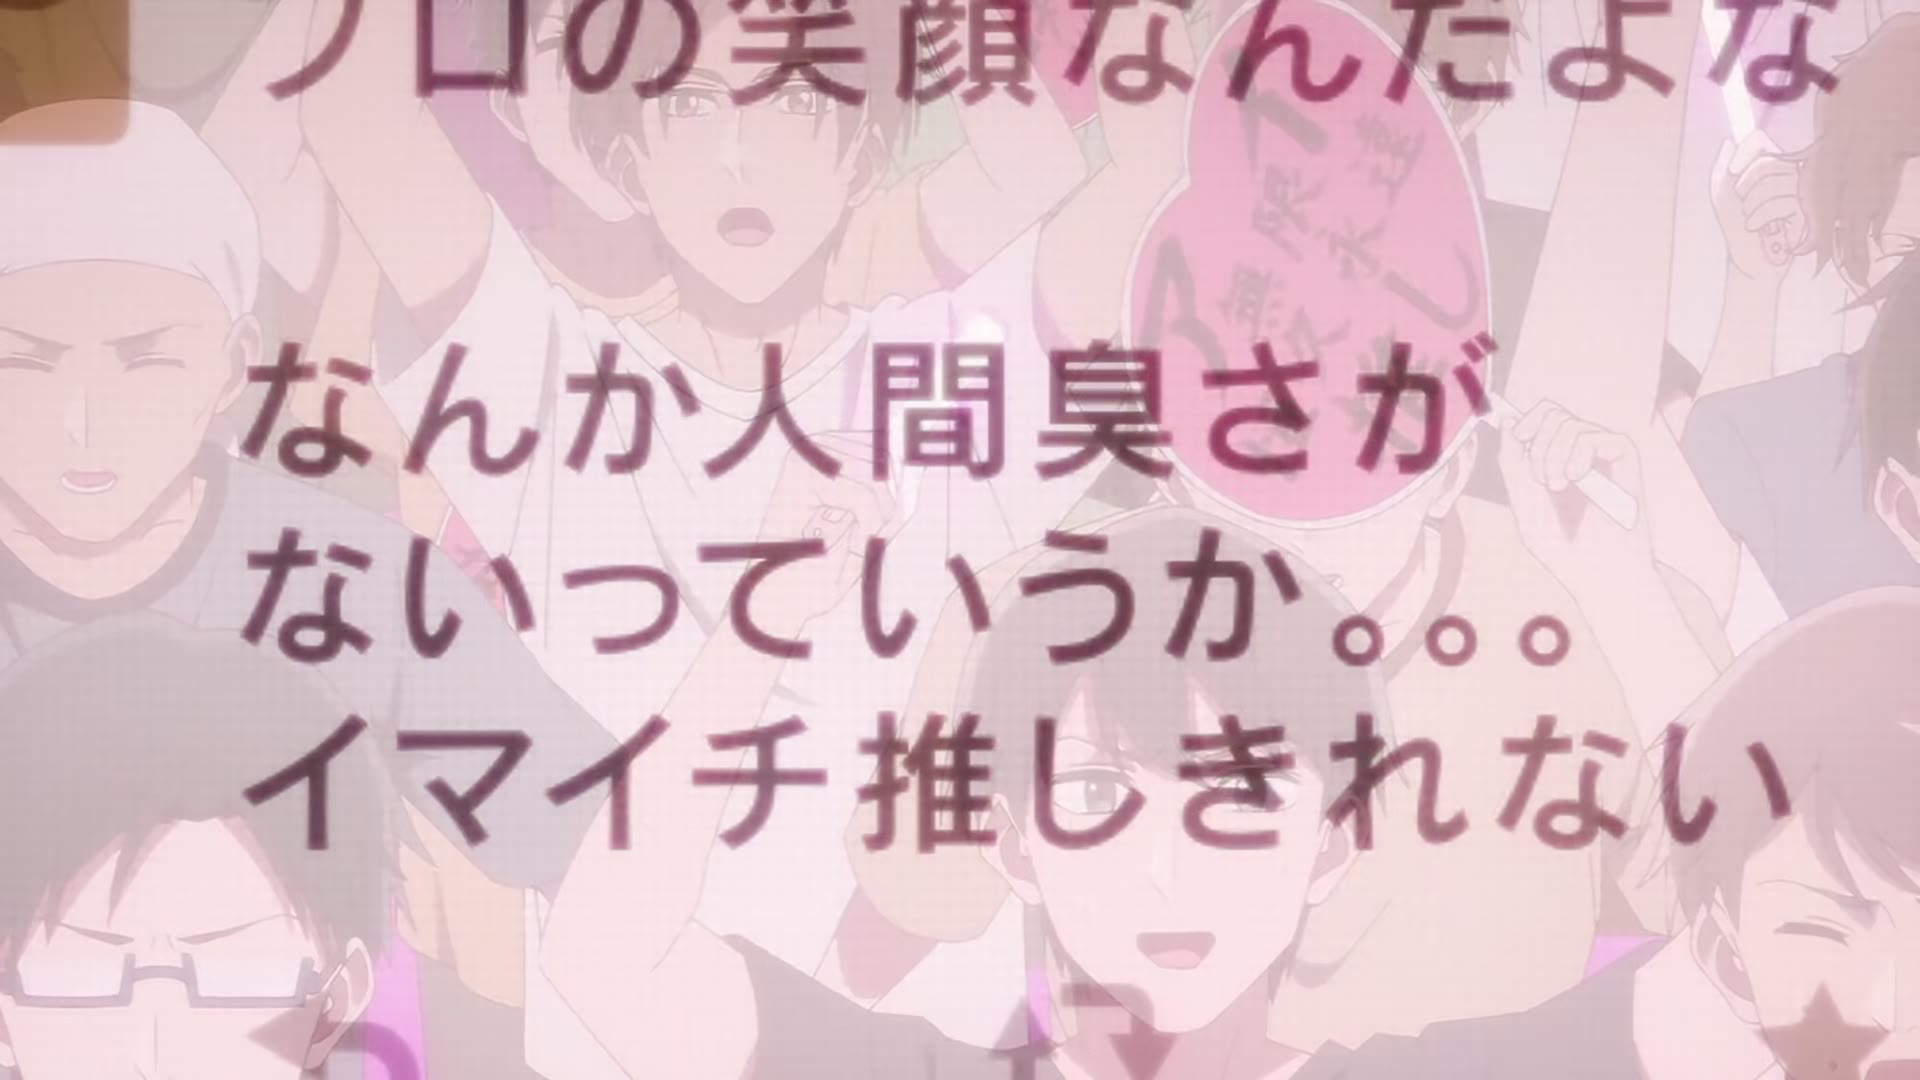 プロの笑顔なんだよな
なんか人間臭さが
ないっていうか。。。
イマイチ推しきれない